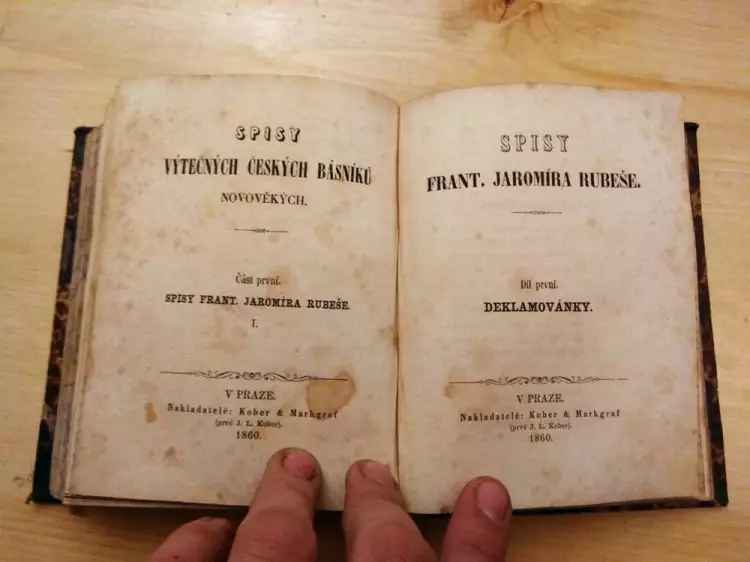 SPISY
VÝTEČNÝCH ČESKÝCH BÁSNÍKŮ
NOVOVĚKÝCH.
Část první.
SPISY FRANT. JAROMÍRA RUBEŠE.
I.
V PRAZE.
Nakladatelé: Kober & Markgraf
(prvé J. L. Kober).
1860.
SPISY
FRANT. JAROMÍRA RUBEŠE.
Díl první.
DEKLAMOVÁNKY.
V PRAZE.
Nakladatelé: Kober & Markgraf
(prvé J. L. Kober).
1860.